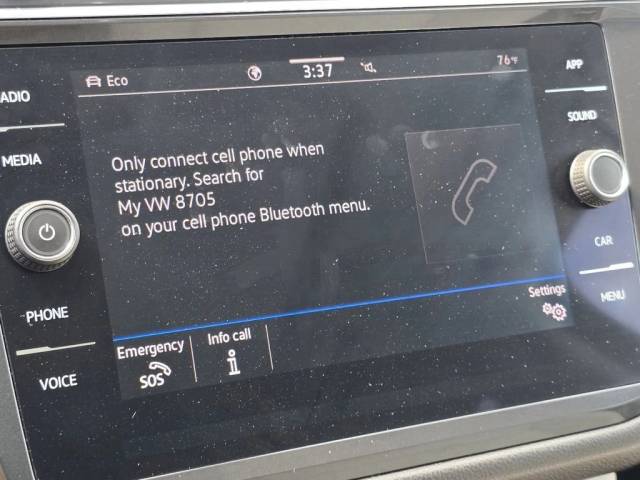 Eco
3:37
76°F
RADIO
MEDIA
PHONE
VOICE
Only connect cell phone when
stationary. Search for
My VW 8705
on your cell phone Bluetooth menu.
Settings
Emergency
SOS
Info call
i
APP
SOUND
CAR
MENU